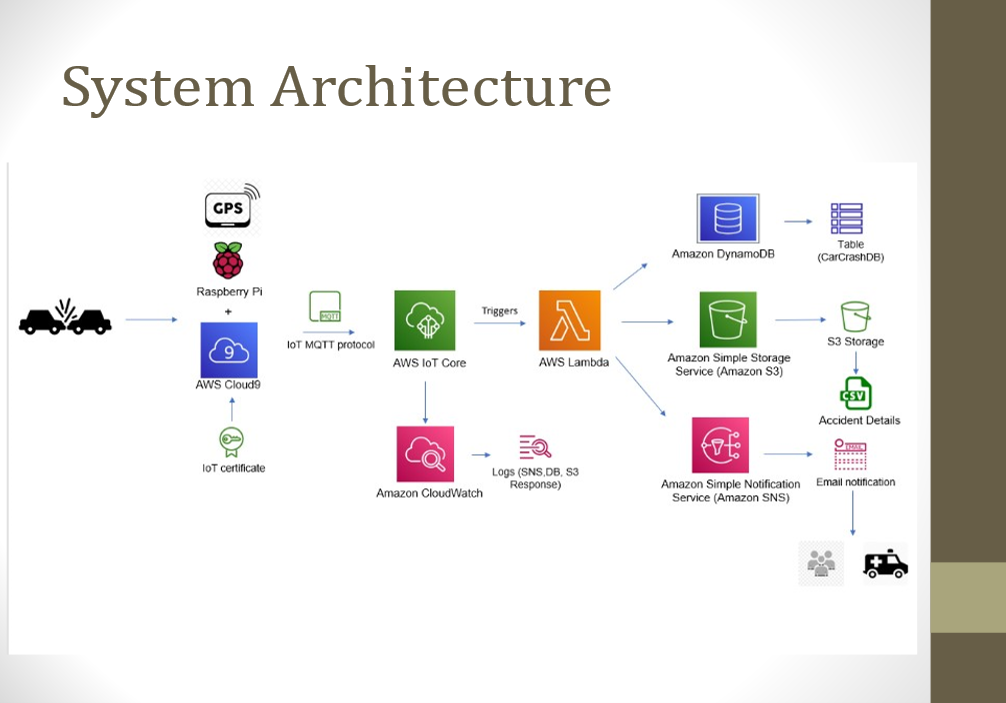 System Architecture
GPS
Raspberry Pi
+
9
AWS Cloud9
IoT certificate
MQTT
IoT MQTT protocol
AWS IoT Core
Triggers
AWS Lambda
Amazon CloudWatch
Logs (SNS,DB, S3
Response)
Amazon DynamoDB
Table
(CarCrashDB)
Amazon Simple Storage
Service (Amazon S3)
S3 Storage
CSV
Accident Details
Amazon Simple Notification
Service (Amazon SNS)
EMAIL
Email notification